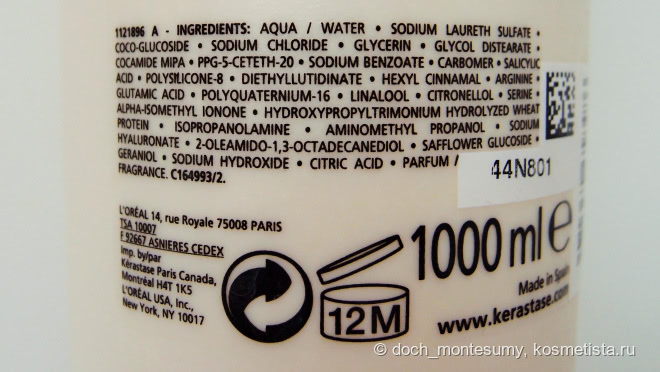 1121896 A - INGREDIENTS: AQUA / WATER • SODIUM LAURETH SULFATE •
COCO-GLUCOSIDE • SODIUM CHLORIDE • GLYCERIN • GLYCOL DISTEARATE •
COCAMIDE MIPA • PPG-5-CETETH-20 • SODIUM BENZOATE • CARBOMER • SALICYLIC
ACID • POLYSILICONE-8 • DIETHYLLUTIDINATE • HEXYL CINNAMAL • ARGININE •
GLUTAMIC ACID • POLYQUATERNIUM-16 • LINALOOL • CITRONELLOL • SERINE •
ALPHA-ISOMETHYL IONONE • HYDROXYPROPYLTRIMONIUM HYDROLYZED WHEAT
PROTEIN • ISOPROPANOLAMINE • AMINOMETHYL PROPANOL • SODIUM
HYALURONATE • 2-OLEAMIDO-1,3-OCTADECANEDIOL • SAFFLOWER GLUCOSIDE •
GERANIOL • SODIUM HYDROXIDE • CITRIC ACID • PARFUM /
FRAGRANCE. C164993/2.
44N801
L'ORÉAL 14, rue Royale 75008 PARIS
TSA 10007
F 92667 ASNIERES CEDEX
Imp. by/par
Kérastase Paris Canada,
Montréal H4T 1K5
L'ORÉAL USA, Inc.,
New York, NY 10017
12M
1000 ml e
Made in Spain
www.kerastase.com
© doch_montesumy, kosmetista.ru